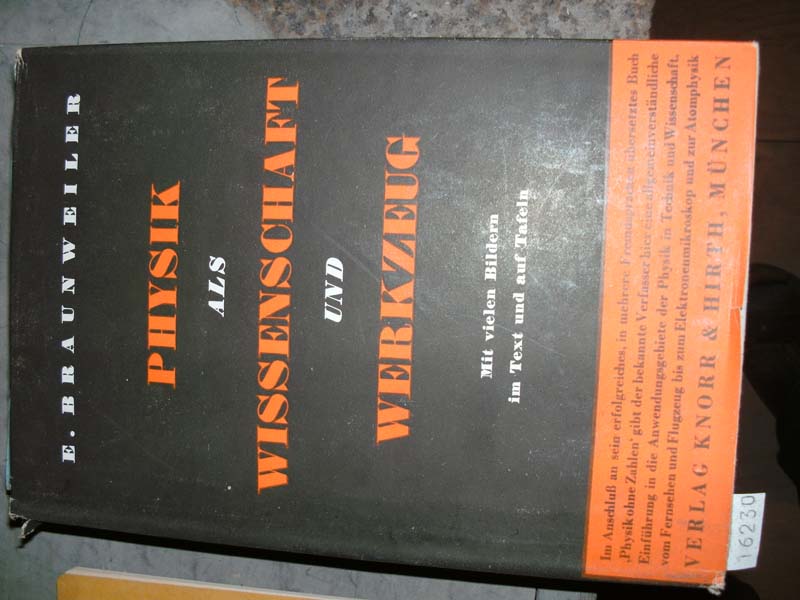 E. BRAUNWEILER
PHYSIK
ALS
WISSENSCHAFT
UND
WERKZEUG
Mit vielen Bildern
im Text und auf Tafeln
Im Anschluß an sein erfolgreiches, in mehrere Fremdsprachen übersetztes Buch
„Physik ohne Zahlen“ gibt der bekannte Verfasser hier eine allgemeinverständliche
Einführung in die Anwendungsgebiete der Physik in Technik und Wissenschaft,
vom Fernsehen und Flugzeug bis zum Elektronenmikroskop und zur Atomphysik
VERLAG KNORR & HIRTH, MÜNCHEN
16230